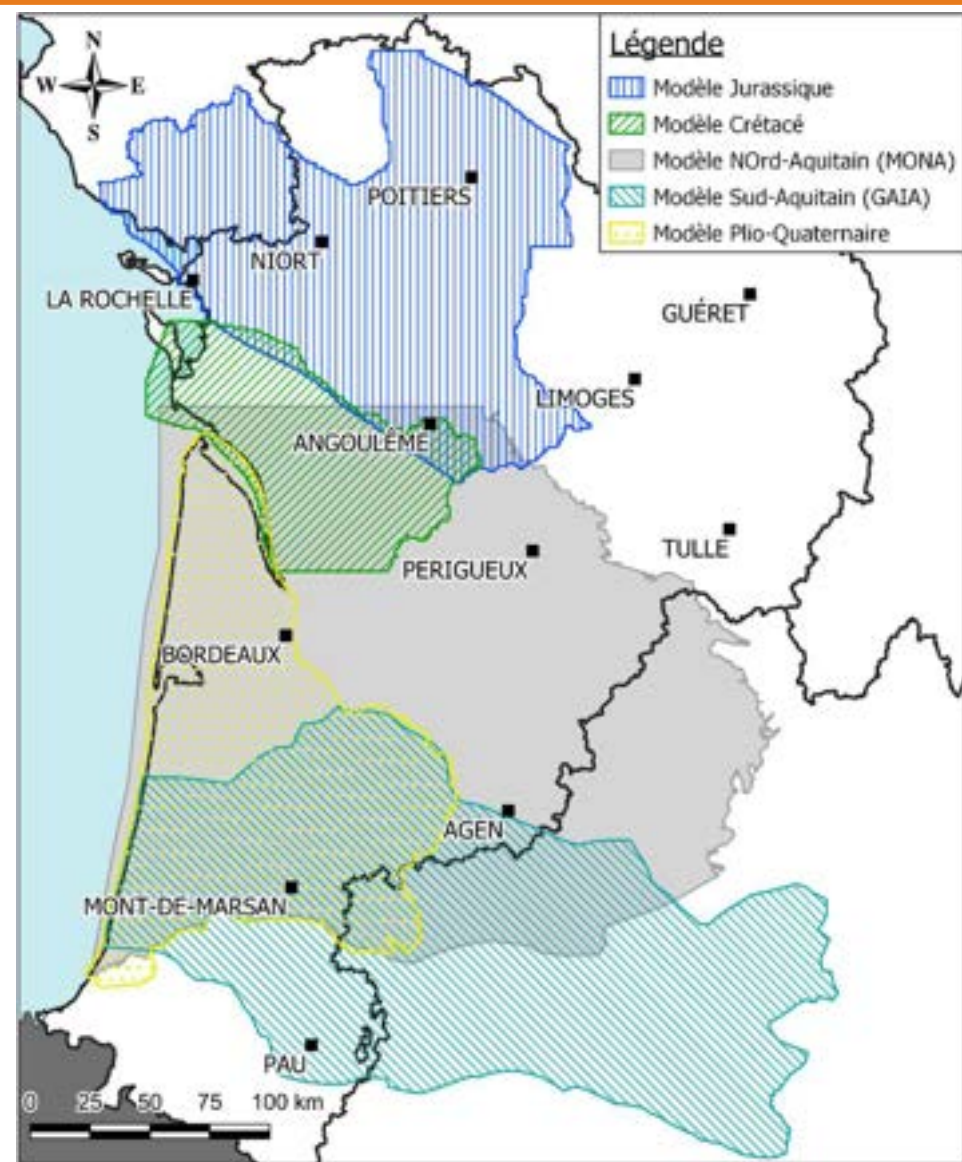 N
W E
S
Légende
Modèle Jurassique
Modèle Crétacé
Modèle NOrd-Aquitain (MONA)
Modèle Sud-Aquitain (GAIA)
Modèle Plio-Quaternaire
POITIERS
NIORT
LA ROCHELLE
GUÉRET
LIMOGES
ANGOULÊME
TULLE
PERIGUEUX
BORDEAUX
AGEN
MONT-DE-MARSAN
PAU
0 25 50 75 100 km